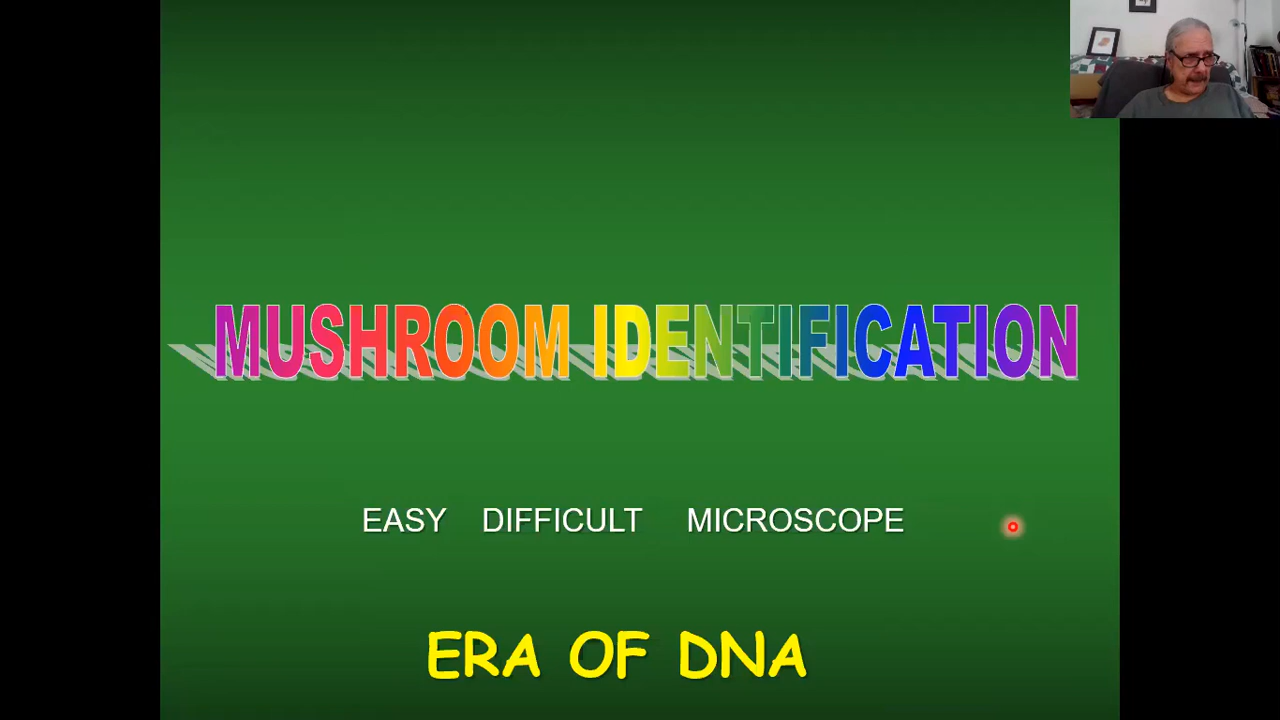 MUSHROOM IDENTIFICATION
EASY DIFFICULT MICROSCOPE
ERA OF DNA